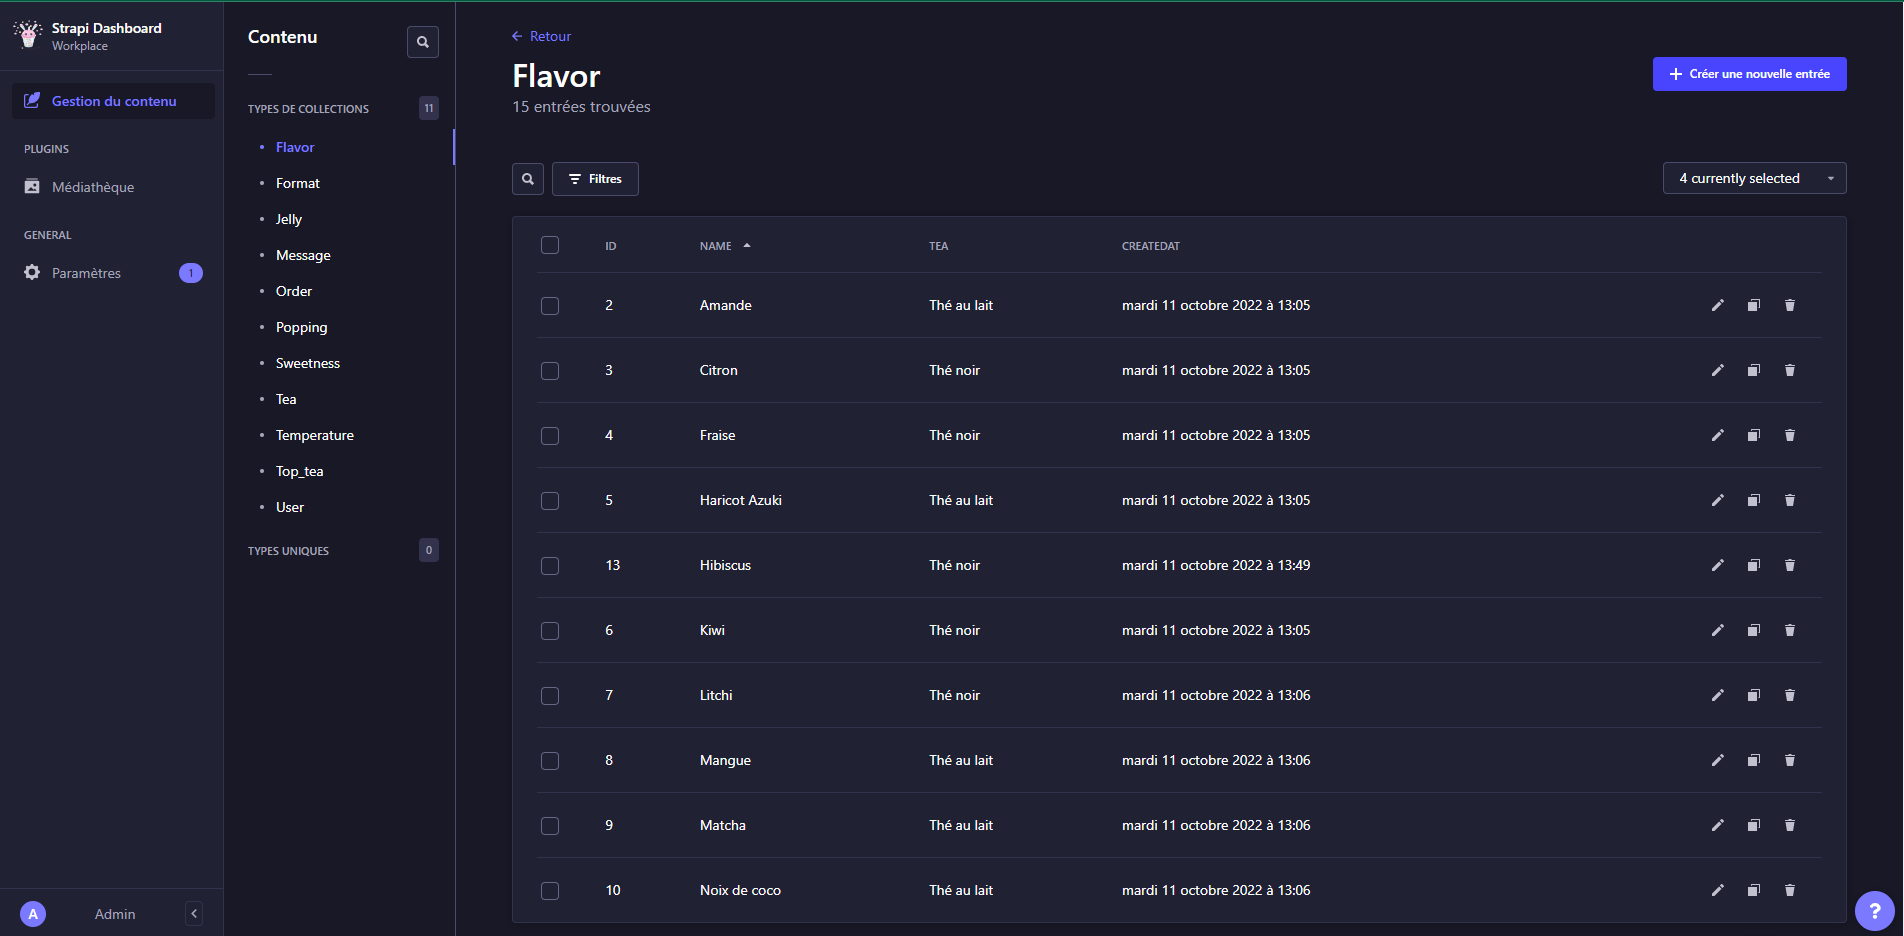 Strapi Dashboard
Workplace
Gestion du contenu
PLUGINS
Médiathèque
GENERAL
Paramètres 1
A Admin
Contenu
TYPES DE COLLECTIONS 11
Flavor
Format
Jelly
Message
Order
Popping
Sweetness
Tea
Temperature
Top_tea
User
TYPES UNIQUES 0
Retour
Flavor
15 entrées trouvées
Créer une nouvelle entrée
Filtres
4 currently selected
ID NAME TEA CREATEDAT
2 Amande Thé au lait mardi 11 octobre 2022 à 13:05
3 Citron Thé noir mardi 11 octobre 2022 à 13:05
4 Fraise Thé noir mardi 11 octobre 2022 à 13:05
5 Haricot Azuki Thé au lait mardi 11 octobre 2022 à 13:05
13 Hibiscus Thé noir mardi 11 octobre 2022 à 13:49
6 Kiwi Thé noir mardi 11 octobre 2022 à 13:05
7 Litchi Thé noir mardi 11 octobre 2022 à 13:06
8 Mangue Thé au lait mardi 11 octobre 2022 à 13:06
9 Matcha Thé au lait mardi 11 octobre 2022 à 13:06
10 Noix de coco Thé au lait mardi 11 octobre 2022 à 13:06
?